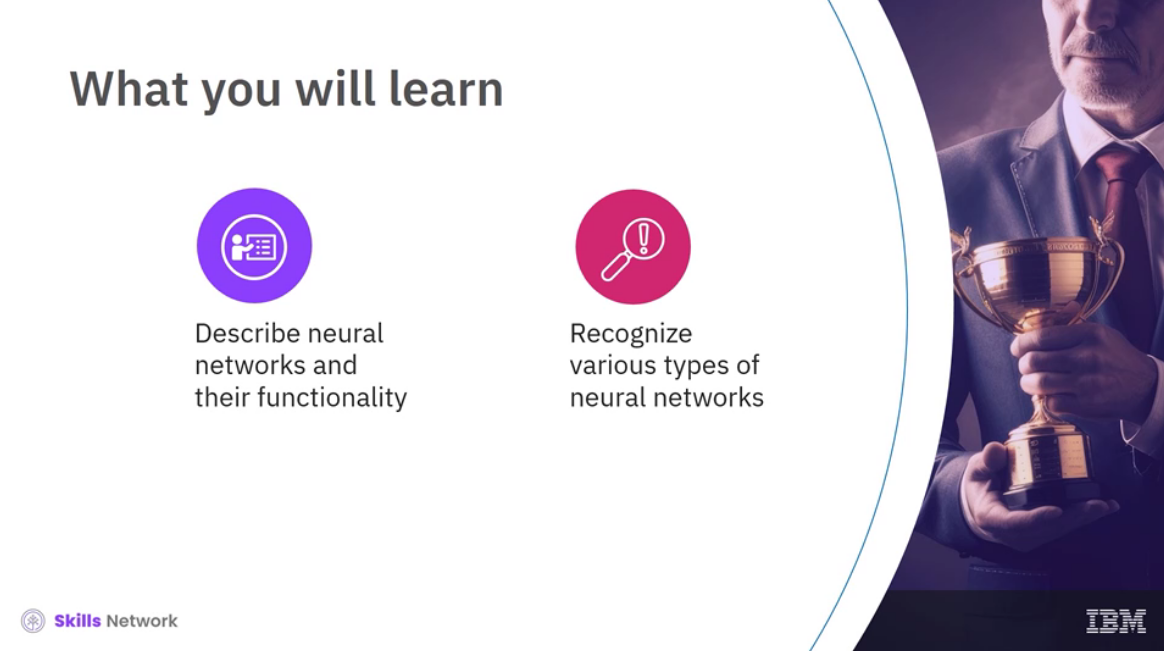 What you will learn
Describe neural
networks and
their functionality
Recognize
various types of
neural networks
Skills Network
IBM